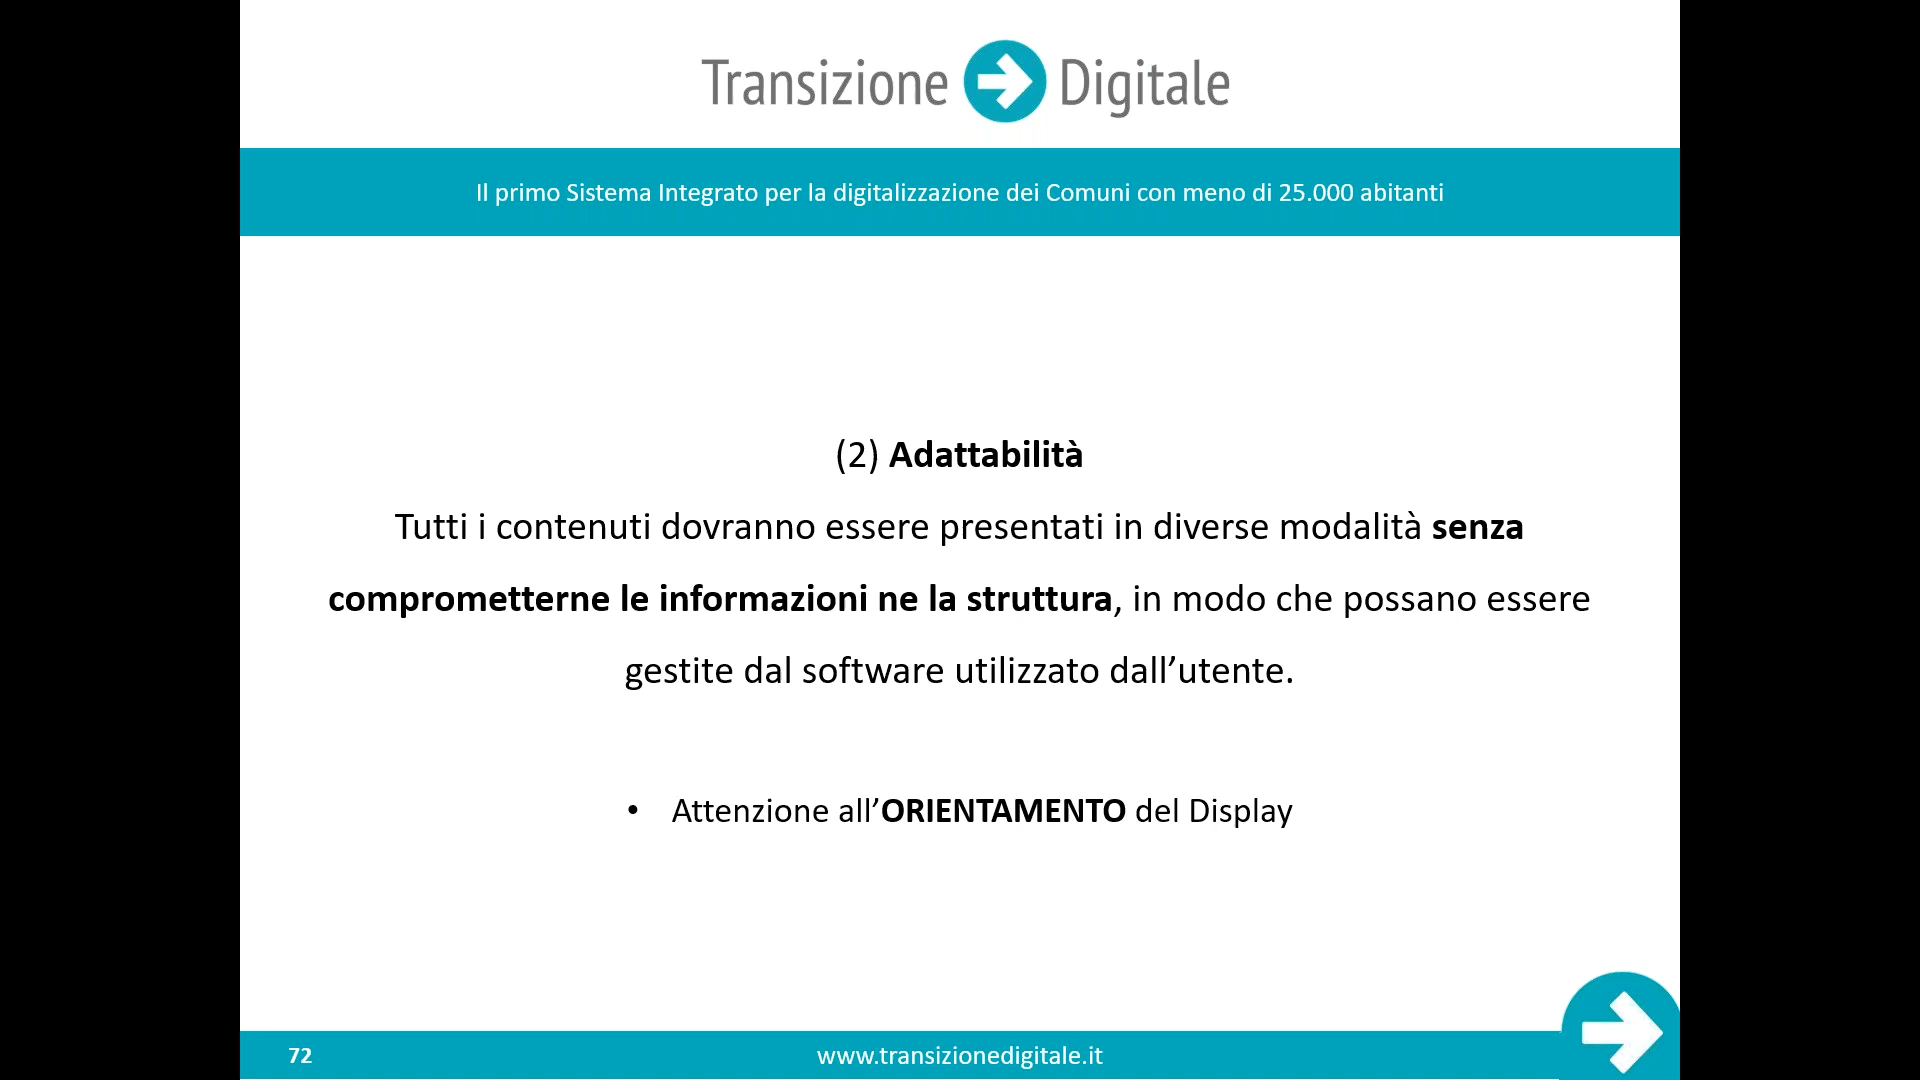 Transizione Digitale
Il primo Sistema Integrato per la digitalizzazione dei Comuni con meno di 25.000 abitanti
(2) Adattabilità
Tutti i contenuti dovranno essere presentati in diverse modalità senza
comprometterne le informazioni ne la struttura, in modo che possano essere
gestite dal software utilizzato dall’utente.
• Attenzione all’ORIENTAMENTO del Display
72
www.transizionedigitale.it